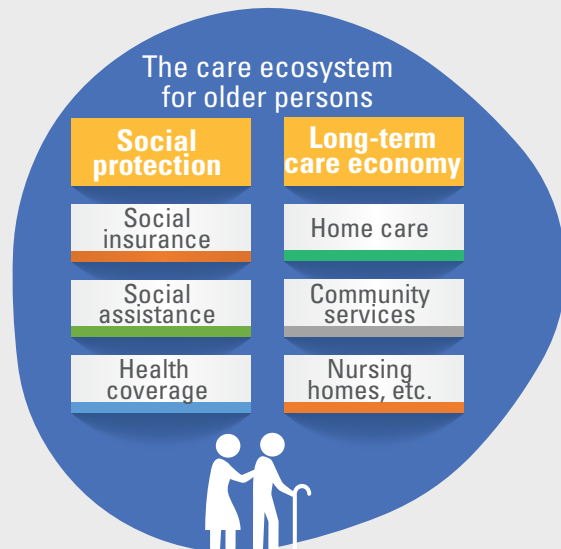 The care ecosystem
for older persons
Social
protection
Long-term
care economy
Social
insurance
Home care
Social
assistance
Community
services
Health
coverage
Nursing
homes, etc.